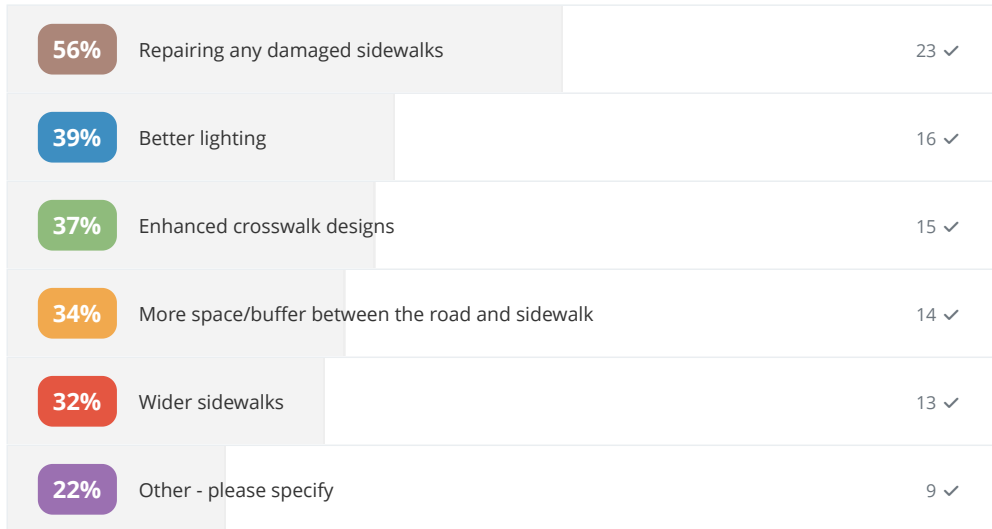 56% Repairing any damaged sidewalks 23 ✓
39% Better lighting 16 ✓
37% Enhanced crosswalk designs 15 ✓
34% More space/buffer between the road and sidewalk 14 ✓
32% Wider sidewalks 13 ✓
22% Other - please specify 9 ✓